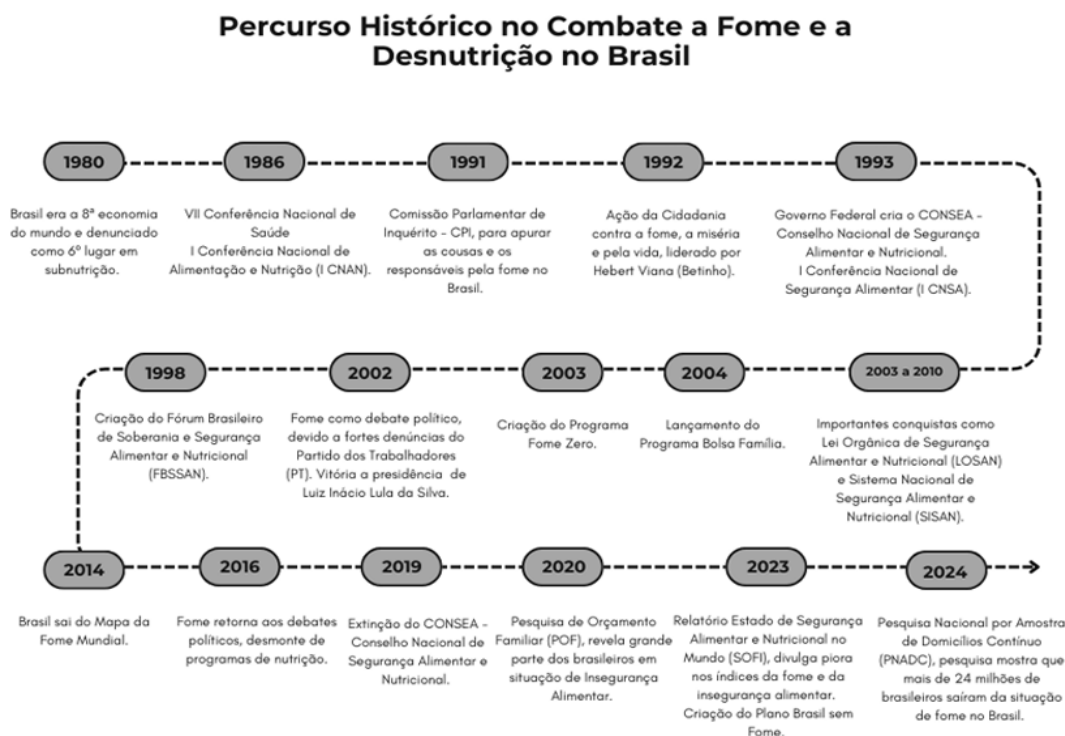 Percurso Histórico no Combate a Fome e a
Desnutrição no Brasil
1980
Brasil era a 8ª economia
do mundo e denunciado
como 6º lugar em
subnutrição.
1986
VII Conferência Nacional de
Saúde
I Conferência Nacional de
Alimentação e Nutrição (I CNAN).
1991
Comissão Parlamentar de
Inquérito - CPI, para apurar
as cousas e os
responsáveis pela fome no
Brasil.
1992
Ação da Cidadania
contra a fome, a miséria
e pela vida, liderado por
Hebert Viana (Betinho).
1993
Governo Federal cria o CONSEA -
Conselho Nacional de Segurança
Alimentar e Nutricional.
I Conferência Nacional de
Segurança Alimentar (I CNSA).
1998
Criação do Fórum Brasileiro
de Soberania e Segurança
Alimentar e Nutricional
(FBSSAN).
2002
Fome como debate político,
devido a fortes denúncias do
Partido dos Trabalhadores
(PT). Vitória a presidência de
Luiz Inácio Lula da Silva.
2003
Criação do Programa
Fome Zero.
2004
Lançamento do
Programa Bolsa Família.
2003 a 2010
Importantes conquistas como
Lei Orgânica de Segurança
Alimentar e Nutricional (LOSAN)
e Sistema Nacional de
Segurança Alimentar e
Nutricional (SISAN).
2014
Brasil sai do Mapa da
Fome Mundial.
2016
Fome retorna aos debates
políticos, desmonte de
programas de nutrição.
2019
Extinção do CONSEA -
Conselho Nacional de
Segurança Alimentar e
Nutricional.
2020
Pesquisa de Orçamento
Familiar (POF), revela grande
parte dos brasileiros em
situação de Insegurança
Alimentar.
2023
Relatório Estado de Segurança
Alimentar e Nutricional no
Mundo (SOFI), divulga piora
nos índices da fome e da
insegurança alimentar.
Criação do Plano Brasil sem
Fome.
2024
Pesquisa Nacional por Amostra
de Domicílios Contínuo
(PNADC), pesquisa mostra que
mais de 24 milhões de
brasileiros saíram da situação
de fome no Brasil.